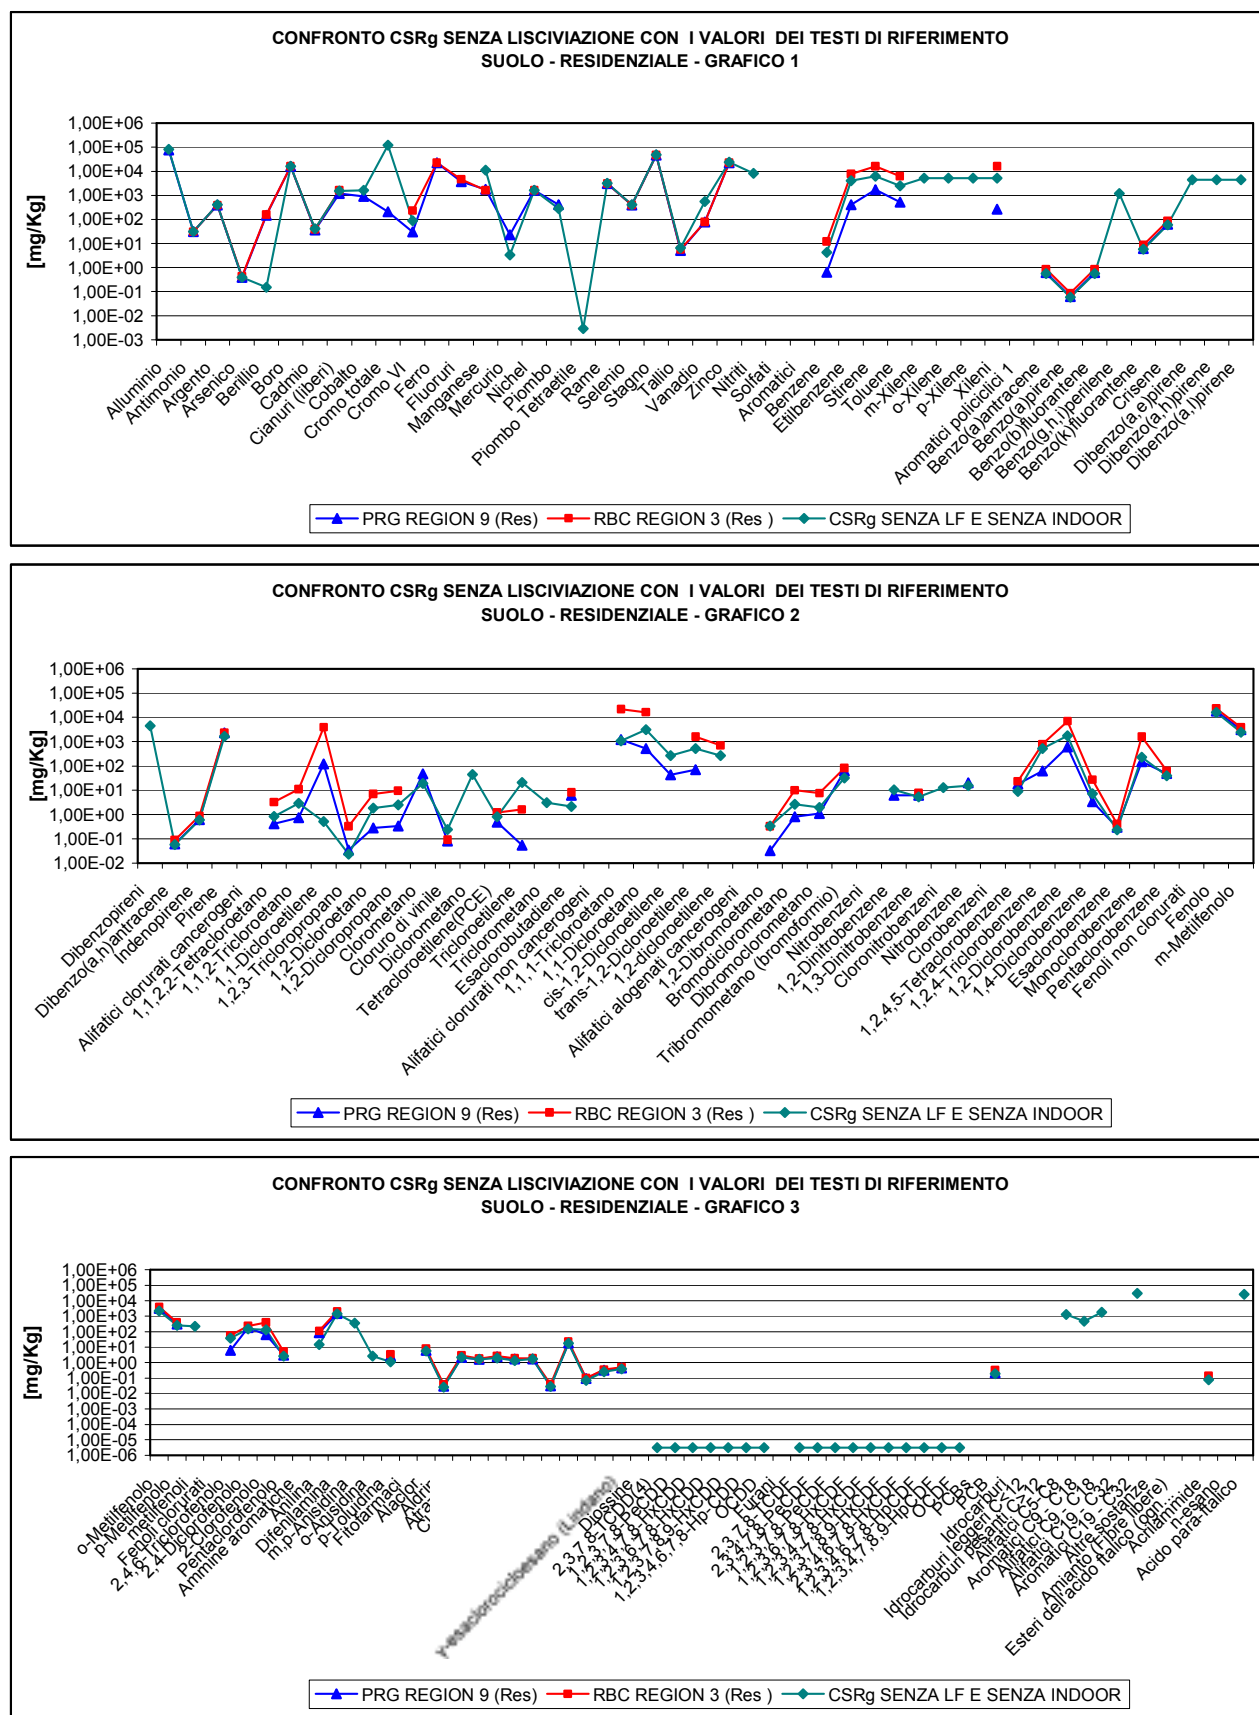 CONFRONTO CSRg SENZA LISCIVIAZIONE CON I VALORI DEI TESTI DI RIFERIMENTO
SUOLO - RESIDENZIALE - GRAFICO 1
[mg/Kg]
1,00E+06
1,00E+05
1,00E+04
1,00E+03
1,00E+02
1,00E+01
1,00E+00
1,00E-01
1,00E-02
1,00E-03
Alluminio
Antimonio
Argento
Arsenico
Berillio
Boro
Cadmio
Cianuri (liberi)
Cobalto
Cromo totale
Cromo VI
Ferro
Fluoruri
Manganese
Mercurio
Nichel
Piombo
Piombo Tetraetile
Rame
Selenio
Stagno
Tallio
Vanadio
Zinco
Nitriti
Solfati
Aromatici
Benzene
Etilbenzene
Stirene
Toluene
m-Xilene
o-Xilene
p-Xilene
Xileni
Aromatici policiclici 1
Benzo(a)antracene
Benzo(a)pirene
Benzo(b)fluorantene
Benzo(g,h,i)perilene
Benzo(k)fluorantene
Crisene
Dibenzo(a,e)pirene
Dibenzo(a,h)pirene
Dibenzo(a,i)pirene
PRG REGION 9 (Res)
RBC REGION 3 (Res )
CSRg SENZA LF E SENZA INDOOR
CONFRONTO CSRg SENZA LISCIVIAZIONE CON I VALORI DEI TESTI DI RIFERIMENTO
SUOLO - RESIDENZIALE - GRAFICO 2
[mg/Kg]
1,00E+06
1,00E+05
1,00E+04
1,00E+03
1,00E+02
1,00E+01
1,00E+00
1,00E-01
1,00E-02
Dibenzopireni
Dibenzo(a,h)antracene
Indenopirene
Pirene
Alifatici clorurati cancerogeni
1,1,2,2-Tetracloroetano
1,1,2-Tricloroetano
1,1-Dicloroetilene
1,2,3-Tricloropropano
1,2-Dicloroetano
1,2-Dicloropropano
Clorometano
Cloruro di vinile
Diclorometano
Tetracloroetilene(PCE)
Tricloroetilene
Triclorometano
Esaclorobutadiene
Alifatici clorurati non cancerogeni
1,1,1-Tricloroetano
1,1-Dicloroetano
cis-1,2-Dicloroetilene
trans-1,2-Dicloroetilene
1,2-dicloroetilene
Alifatici alogenati cancerogeni
1,2-Dibromoetano
Bromodiclorometano
Dibromoclorometano
Tribromometano (bromoformio)
Nitrobenzeni
1,2-Dinitrobenzene
1,3-Dinitrobenzene
Cloronitrobenzeni
Nitrobenzene
Clorobenzeni
1,2,4,5-Tetraclorobenzene
1,2,4-Triclorobenzene
1,2-Diclorobenzene
1,4-Diclorobenzene
Esaclorobenzene
Monoclorobenzene
Pentaclorobenzene
Fenoli non clorurati
Fenolo
m-Metilfenolo
PRG REGION 9 (Res)
RBC REGION 3 (Res )
CSRg SENZA LF E SENZA INDOOR
CONFRONTO CSRg SENZA LISCIVIAZIONE CON I VALORI DEI TESTI DI RIFERIMENTO
SUOLO - RESIDENZIALE - GRAFICO 3
[mg/Kg]
1,00E+06
1,00E+05
1,00E+04
1,00E+03
1,00E+02
1,00E+01
1,00E+00
1,00E-01
1,00E-02
1,00E-03
1,00E-04
1,00E-05
1,00E-06
o-Metilfenolo
p-Metilfenolo
metilfenoli
Fenoli clorurati
2,4,6-Triclorofenolo
2,4-Diclorofenolo
2-clorofenolo
Pentaclorofenolo
Ammine aromatiche
Anilina
Difenilamina
m,p-Anisidina
o-Anisidina
p-Toluidina
Fitofarmaci
Alaclor
γ-esaclorocicloesano (Lindano)
Diossine
PCB
PCBs
Furani
OCDD
OCDF
Idrocarburi
Idrocarburi leggeri C<12
Idrocarburi pesanti C>12
Alifatici C5-C8
Alifatici C9-C18
Alifatici C19-C32
Altre sostanze
Amianto (Fibre libere)
Acrilammide
n-esano
Acido para-ftalico
PRG REGION 9 (Res)
RBC REGION 3 (Res )
CSRg SENZA LF E SENZA INDOOR